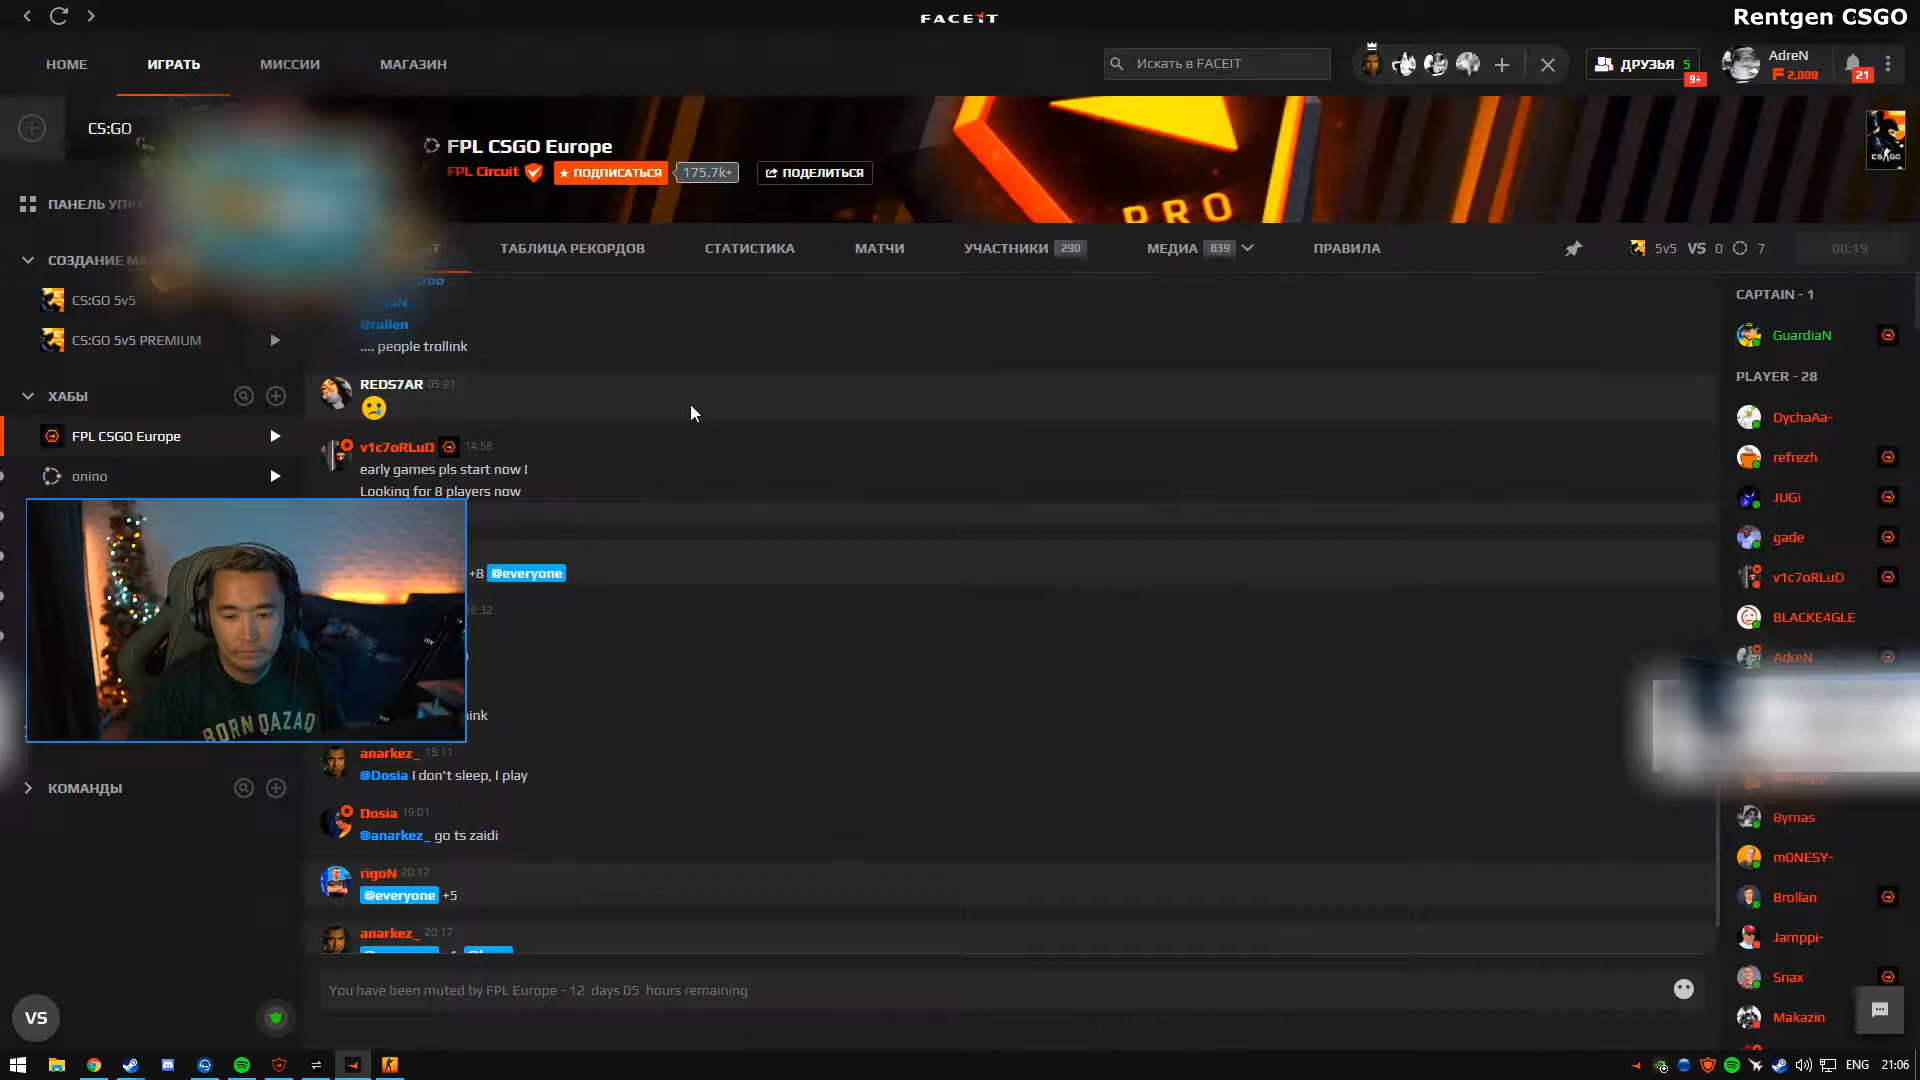 FACEIT
Rentgen CSGO
HOME
ИГРАТЬ
МИССИИ
МАГАЗИН
Искать в FACEIT
ДРУЗЬЯ 5
9+
AdreN
2,000
21
CS:GO
FPL CSGO Europe
FPL Circuit
ПОДПИСАТЬСЯ
175.7k+
ПОДЕЛИТЬСЯ
PRO
CS:GO
ПАНЕЛЬ УПРА
ТАБЛИЦА РЕКОРДОВ
СТАТИСТИКА
МАТЧИ
УЧАСТНИКИ 290
МЕДИА 839
ПРАВИЛА
5v5 VS 0 7
00:19
СОЗДАНИЕ МА
CS:GO 5v5
CS:GO 5v5 PREMIUM
ХАБЫ
FPL CSGO Europe
onino
КОМАНДЫ
VS
@rallen
.... people trollink
REDS7AR 05:21
v1c7oRLuD 14:58
early games pls start now !
Looking for 8 players now
+8 @everyone
BORN QAZAQ
anarkez_ 18:11
@Dosia I don't sleep, I play
Dosia 19:01
@anarkez_ go ts zaidi
rigoN 20:12
@everyone +5
anarkez_ 20:17
You have been muted by FPL Europe - 12 days 05 hours remaining
CAPTAIN - 1
GuardiaN
PLAYER - 28
DychaAa-
refrezh
JUGi
gade
v1c7oRLuD
BLACKE4GLE
AdreN
Bymas
m0NESY-
Brollan
Jamppi-
Snax
Makazin
ENG
21:06